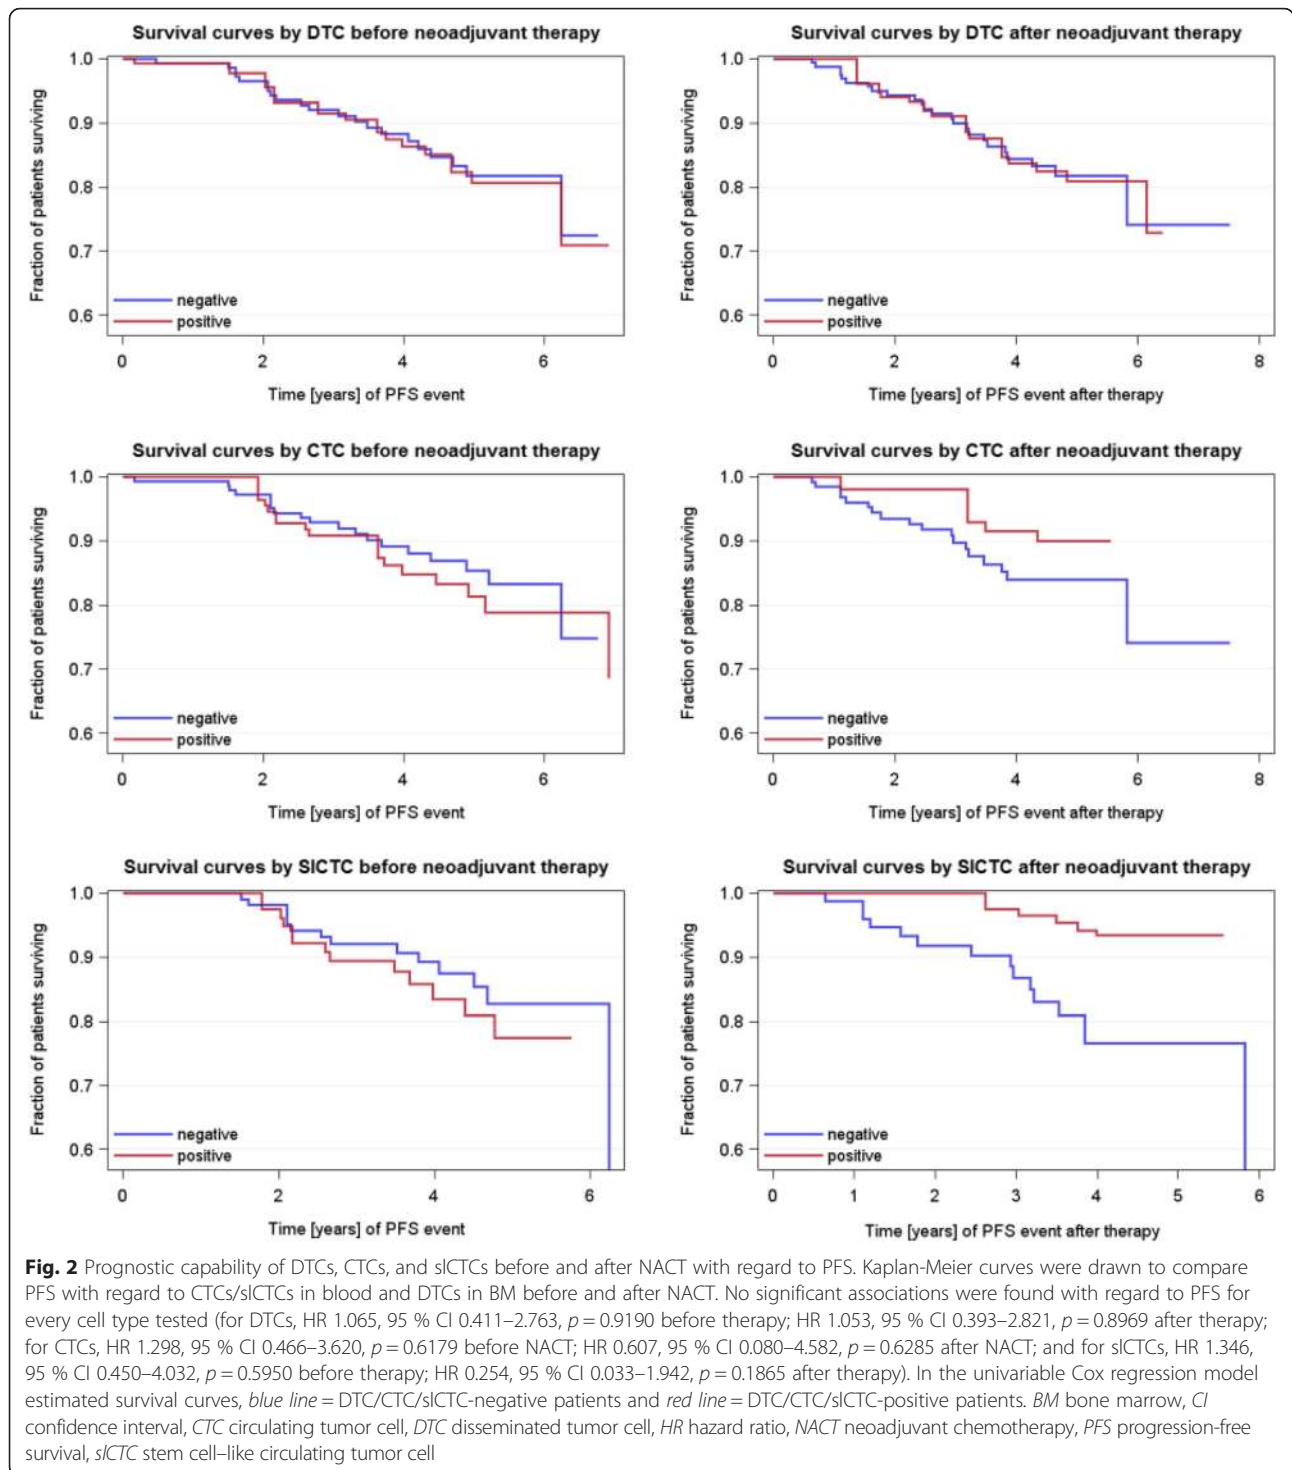 Survival curves by DTC before neoadjuvant therapy
Fraction of patients surviving
1.0
0.9
0.8
0.7
0.6
negative
positive
0 2 4 6
Time [years] of PFS event
Survival curves by DTC after neoadjuvant therapy
Fraction of patients surviving
1.0
0.9
0.8
0.7
0.6
negative
positive
0 2 4 6 8
Time [years] of PFS event after therapy
Survival curves by CTC before neoadjuvant therapy
Fraction of patients surviving
1.0
0.9
0.8
0.7
0.6
negative
positive
0 2 4 6
Time [years] of PFS event
Survival curves by CTC after neoadjuvant therapy
Fraction of patients surviving
1.0
0.9
0.8
0.7
0.6
negative
positive
0 2 4 6 8
Time [years] of PFS event after therapy
Survival curves by SlCTC before neoadjuvant therapy
Fraction of patients surviving
1.0
0.9
0.8
0.7
0.6
negative
positive
0 2 4 6
Time [years] of PFS event
Survival curves by SlCTC after neoadjuvant therapy
Fraction of patients surviving
1.0
0.9
0.8
0.7
0.6
negative
positive
0 1 2 3 4 5 6
Time [years] of PFS event after therapy
Fig. 2 Prognostic capability of DTCs, CTCs, and slCTCs before and after NACT with regard to PFS. Kaplan-Meier curves were drawn to compare
PFS with regard to CTCs/slCTCs in blood and DTCs in BM before and after NACT. No significant associations were found with regard to PFS for
every cell type tested (for DTCs, HR 1.065, 95 % CI 0.411–2.763, p = 0.9190 before therapy; HR 1.053, 95 % CI 0.393–2.821, p = 0.8969 after therapy;
for CTCs, HR 1.298, 95 % CI 0.466–3.620, p = 0.6179 before NACT; HR 0.607, 95 % CI 0.080–4.582, p = 0.6285 after NACT; and for slCTCs, HR 1.346,
95 % CI 0.450–4.032, p = 0.5950 before therapy; HR 0.254, 95 % CI 0.033–1.942, p = 0.1865 after therapy). In the univariable Cox regression model
estimated survival curves, blue line = DTC/CTC/slCTC-negative patients and red line = DTC/CTC/slCTC-positive patients. BM bone marrow, CI
confidence interval, CTC circulating tumor cell, DTC disseminated tumor cell, HR hazard ratio, NACT neoadjuvant chemotherapy, PFS progression-free
survival, slCTC stem cell–like circulating tumor cell